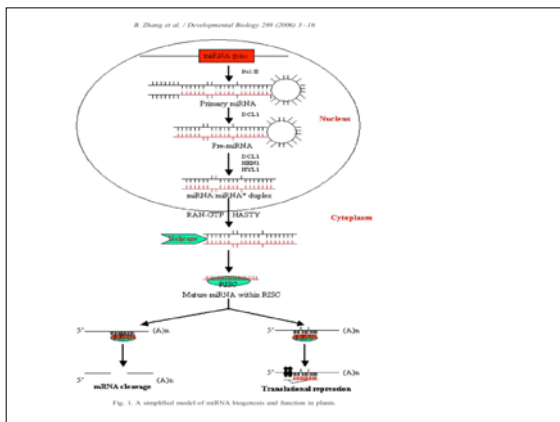 B. Zhang et al. / Developmental Biology 289 (2006) 3–16
miRNA gene
Pol II
Primary miRNA
DCL1
Nucleus
Pre-miRNA
DCL1
HEN1
HYL1
miRNA:miRNA* duplex
RAN-GTP HASTY
Cytoplasm
Helicase
RISC
Mature miRNA within RISC
5' (A)n 5' (A)n
5' (A)n 5' (A)n
mRNA cleavage Translational repression
Fig. 1. A simplified model of miRNA biogenesis and function in plants.